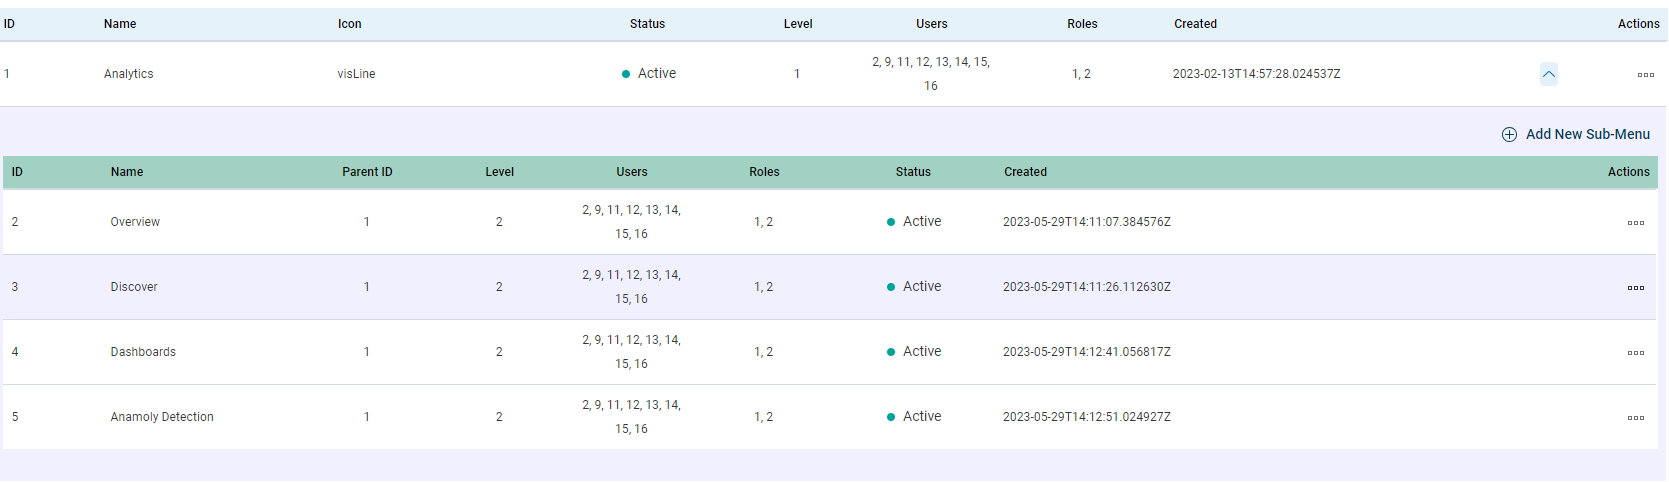 ID Name Icon Status Level Users Roles Created Actions
1 Analytics visLine Active 1 2, 9, 11, 12, 13, 14, 15, 1, 2 2023-02-13T14:57:28.024537Z
16
Add New Sub-Menu
ID Name Parent ID Level Users Roles Status Created Actions
2 Overview 1 2 2, 9, 11, 12, 13, 14, 1, 2 Active 2023-05-29T14:11:07.384576Z
15, 16
3 Discover 1 2 2, 9, 11, 12, 13, 14, 1, 2 Active 2023-05-29T14:11:26.112630Z
15, 16
4 Dashboards 1 2 2, 9, 11, 12, 13, 14, 1, 2 Active 2023-05-29T14:12:41.056817Z
15, 16
5 Anamoly Detection 1 2 2, 9, 11, 12, 13, 14, 1, 2 Active 2023-05-29T14:12:51.024927Z
15, 16